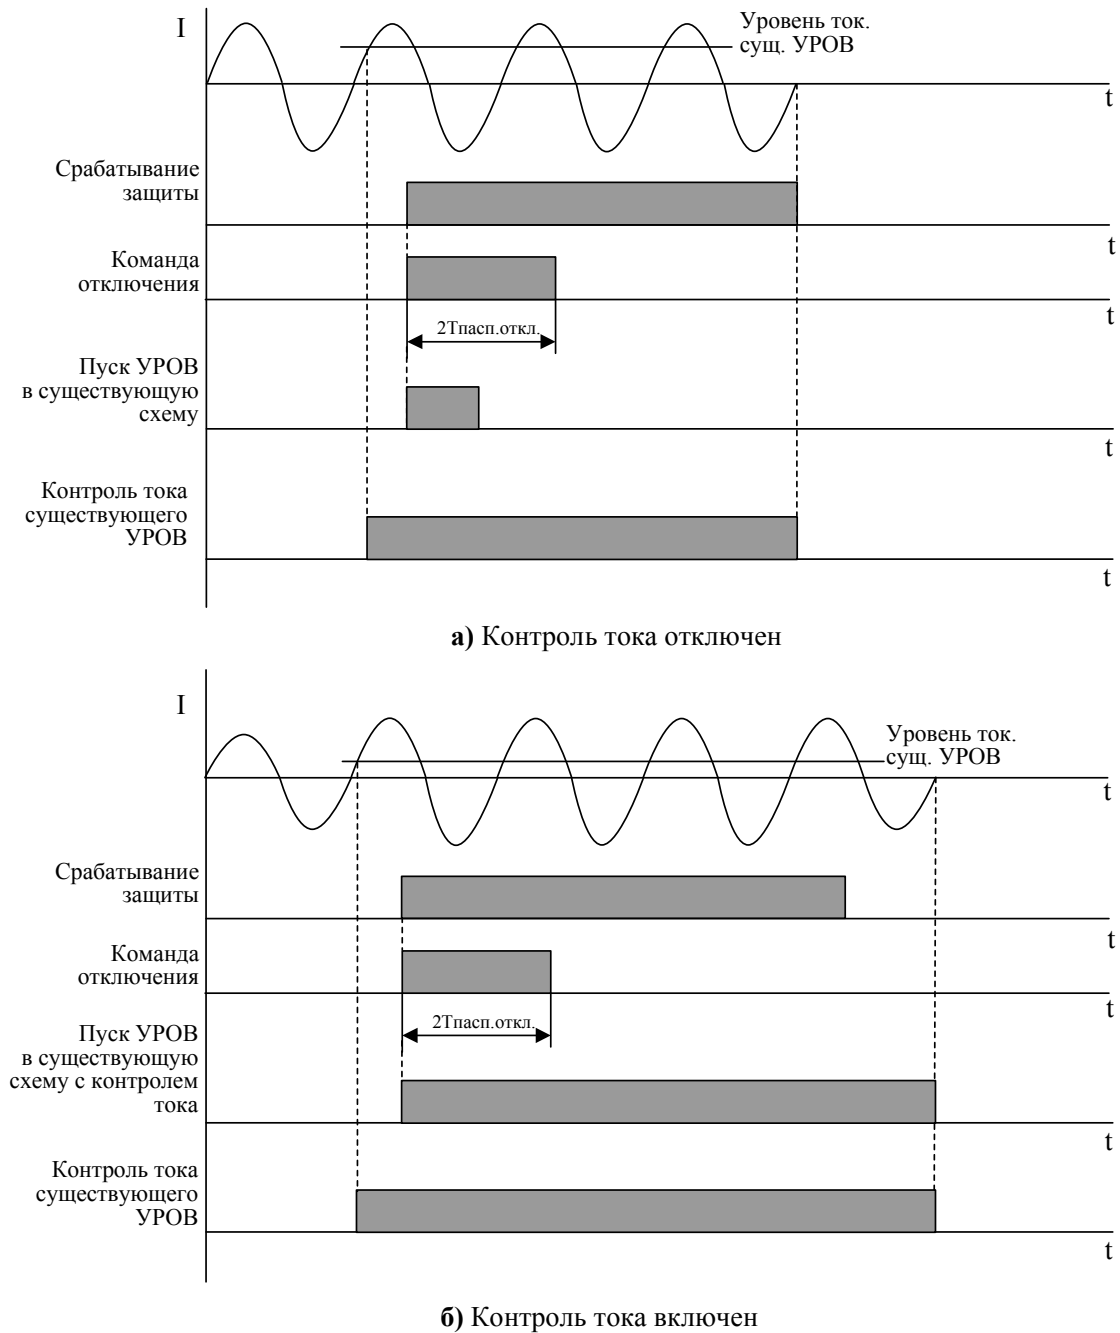 I
Уровень ток.
сущ. УРОВ
t
Срабатывание
защиты
t
Команда
отключения
t
2Тпасп.откл.
Пуск УРОВ
в существующую
схему
t
Контроль тока
существующего
УРОВ
t
а) Контроль тока отключен
I
Уровень ток.
сущ. УРОВ
t
Срабатывание
защиты
t
Команда
отключения
t
2Тпасп.откл.
Пуск УРОВ
в существующую
схему с контролем
тока
t
Контроль тока
существующего
УРОВ
t
б) Контроль тока включен